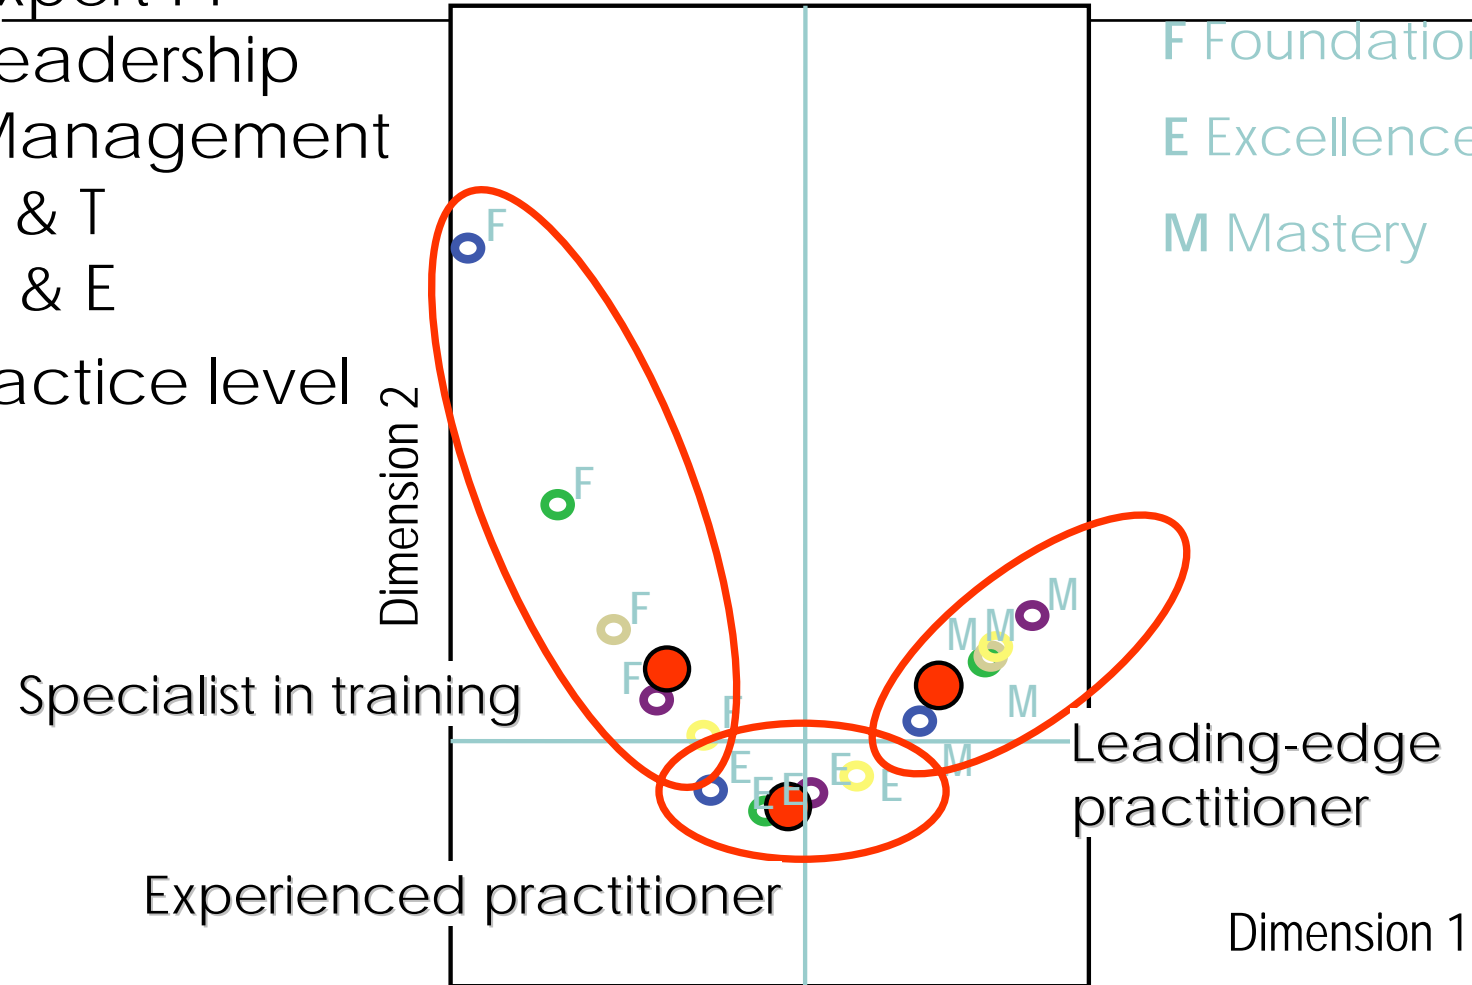 eadership
Management
& T
& E
actice level
F Foundation
E Excellence
M Mastery
Dimension 2
F
F
F
F
F
M
M
M
M
M
E
E
E
E
E
Specialist in training
Leading-edge
practitioner
Experienced practitioner
Dimension 1